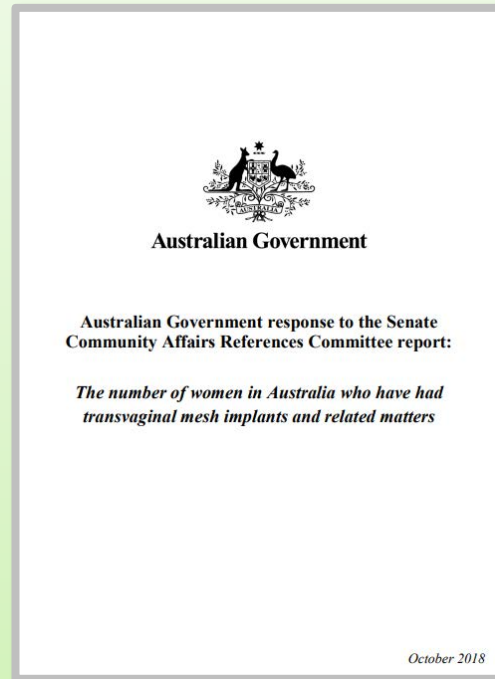 AUSTRALIA
Australian Government
Australian Government response to the Senate
Community Affairs References Committee report:
The number of women in Australia who have had
transvaginal mesh implants and related matters
October 2018